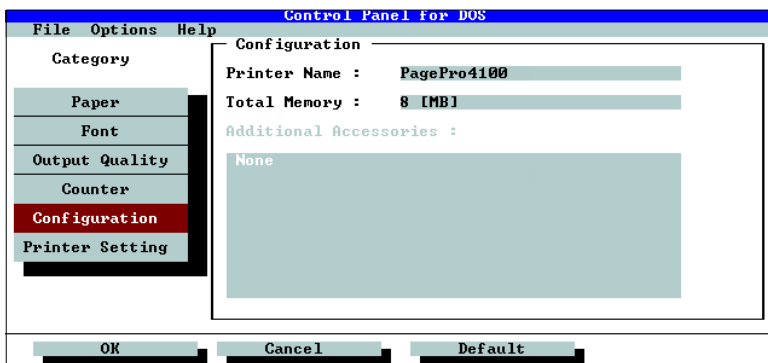 Control Panel for DOS
File Options Help
Category
Paper
Font
Output Quality
Counter
Configuration
Printer Setting
Configuration
Printer Name : PagePro4100
Total Memory : 8 [MB]
Additional Accessories :
None
OK Cancel Default